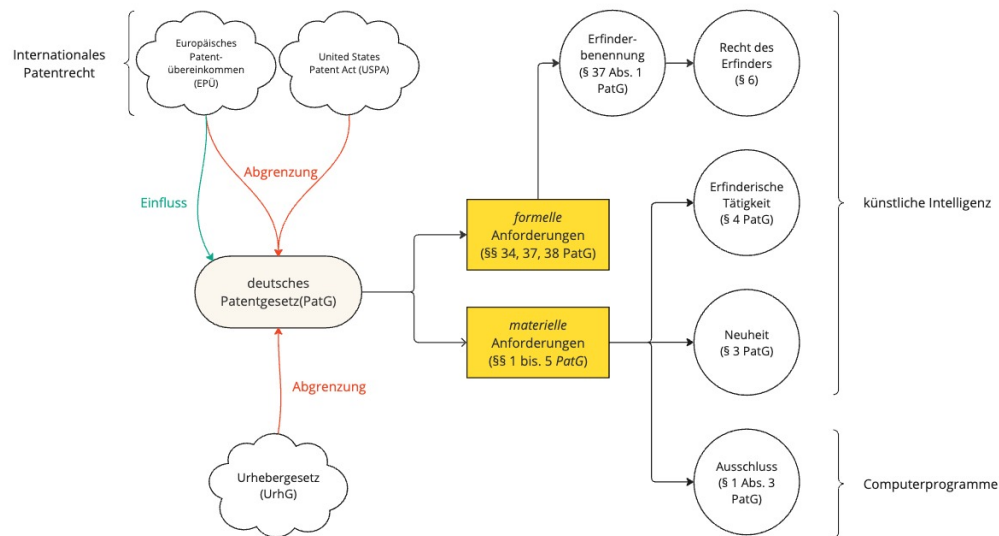 Internationales
Patentrecht
Europäisches
Patent-
übereinkommen
(EPÜ)
United States
Patent Act (USPA)
Erfinder-
benennung
(§ 37 Abs. 1
PatG)
Recht des
Erfinders
(§ 6)
Abgrenzung
Einfluss
formelle
Anforderungen
(§§ 34, 37, 38 PatG)
Erfinderische
Tätigkeit
(§ 4 PatG)
künstliche Intelligenz
deutsches
Patentgesetz(PatG)
materielle
Anforderungen
(§§ 1 bis. 5 PatG)
Neuheit
(§ 3 PatG)
Abgrenzung
Urhebergesetz
(UrhG)
Ausschluss
(§ 1 Abs. 3
PatG)
Computerprogramme